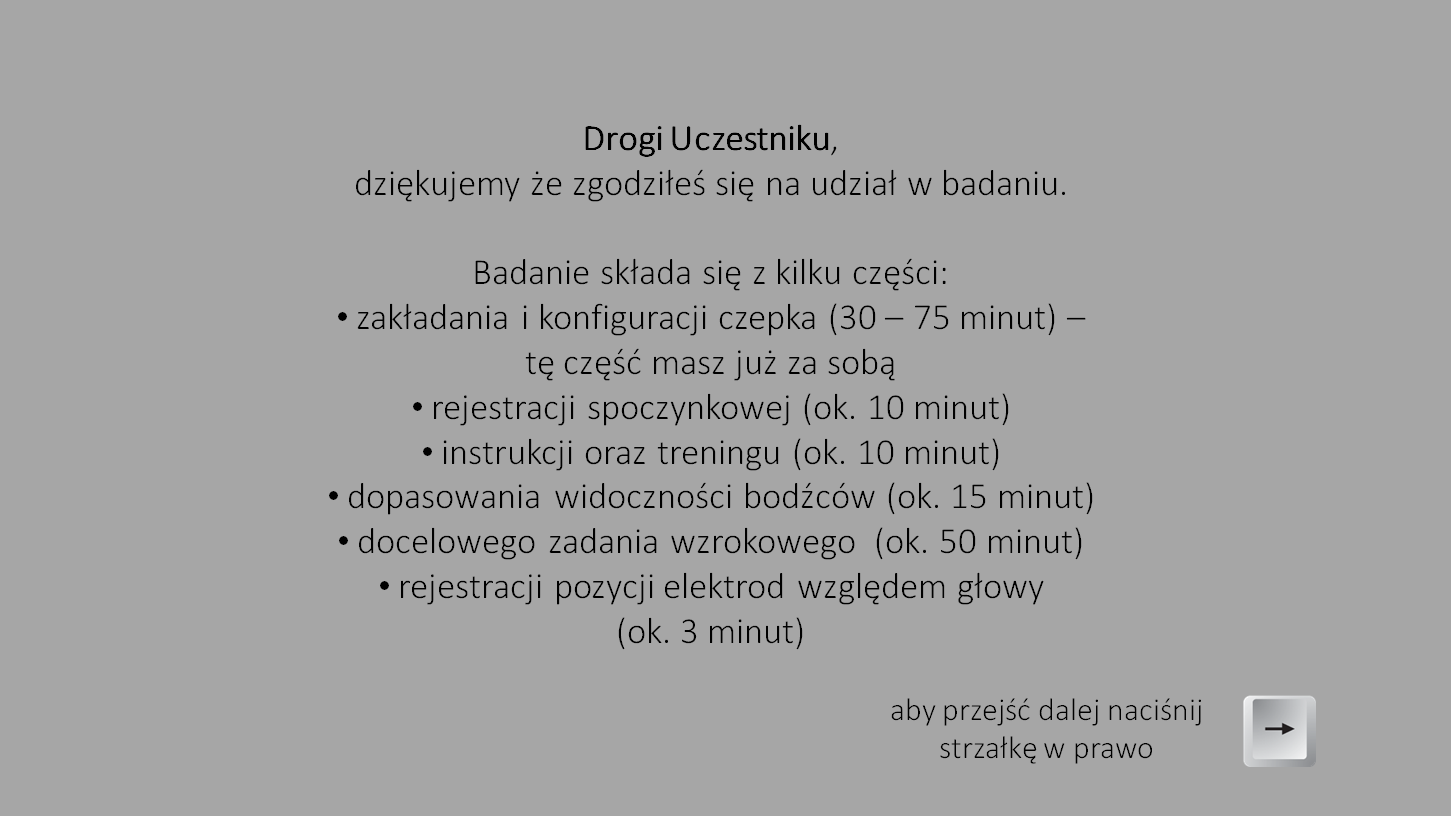 Drogi Uczestniku,
dziękujemy że zgodziłeś się na udział w badaniu.
Badanie składa się z kilku części:
• zakładania i konfiguracji czepka (30 – 75 minut) –
tę część masz już za sobą
• rejestracji spoczynkowej (ok. 10 minut)
• instrukcji oraz treningu (ok. 10 minut)
• dopasowania widoczności bodźców (ok. 15 minut)
• docelowego zadania wzrokowego (ok. 50 minut)
• rejestracji pozycji elektrod względem głowy
(ok. 3 minut)
aby przejść dalej naciśnij
strzałkę w prawo